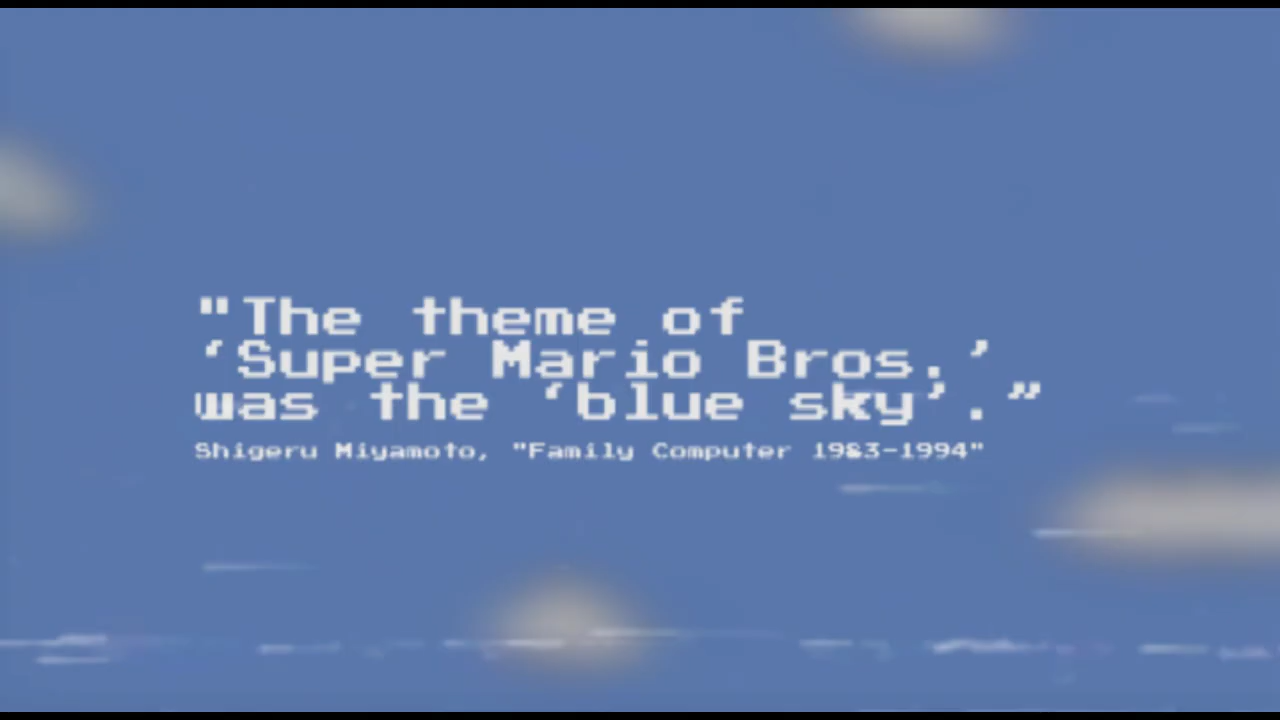 "The theme of
‘Super Mario Bros.’
was the ‘blue sky’.”
Shigeru Miyamoto, "Family Computer 1983-1994"